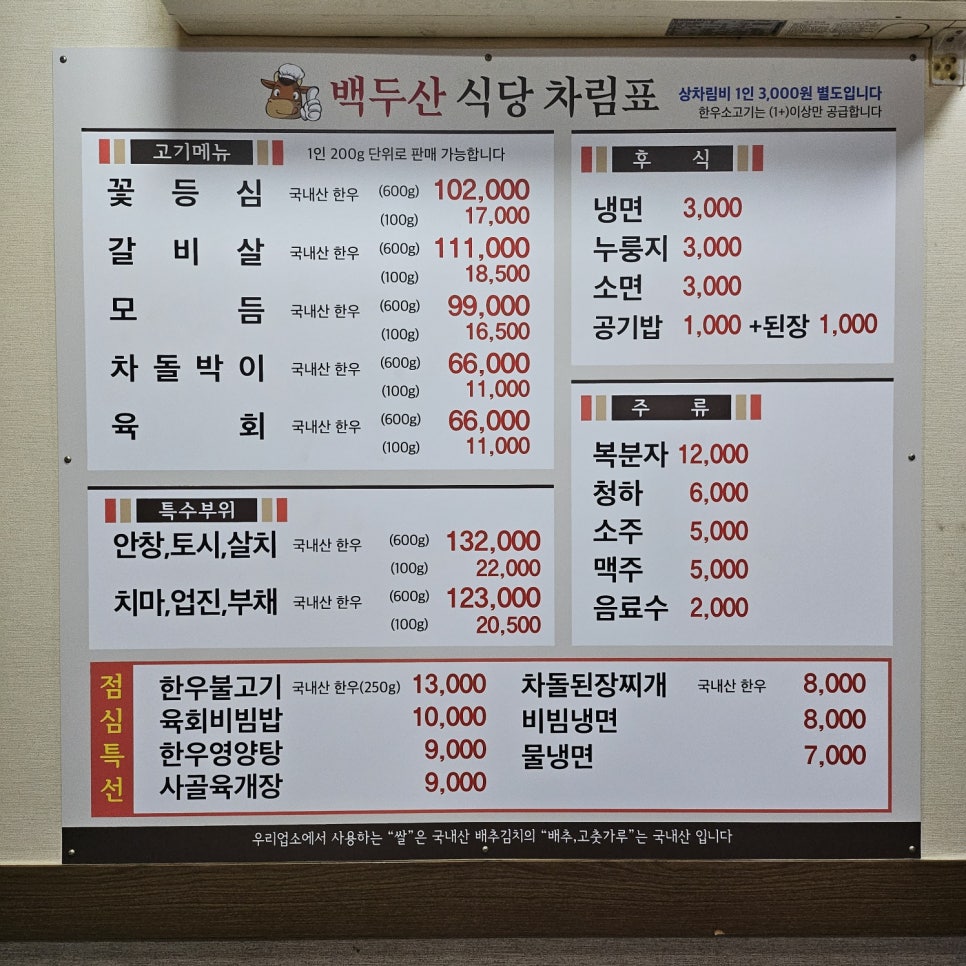 백두산 식당 차림표
상차림비 1인 3,000원 별도입니다
한우소고기는 (1+)이상만 공급합니다
고기메뉴 1인 200g 단위로 판매 가능합니다
꽃 등 심 국내산 한우 (600g) 102,000
(100g) 17,000
갈 비 살 국내산 한우 (600g) 111,000
(100g) 18,500
모 듬 국내산 한우 (600g) 99,000
(100g) 16,500
차 돌 박 이 국내산 한우 (600g) 66,000
(100g) 11,000
육 회 국내산 한우 (600g) 66,000
(100g) 11,000
특수부위
안창,토시,살치 국내산 한우 (600g) 132,000
(100g) 22,000
치마,업진,부채 국내산 한우 (600g) 123,000
(100g) 20,500
후 식
냉면 3,000
누룽지 3,000
소면 3,000
공기밥 1,000 +된장 1,000
주 류
복분자 12,000
청하 6,000
소주 5,000
맥주 5,000
음료수 2,000
점심특선
한우불고기 국내산 한우(250g) 13,000
육회비빔밥 10,000
한우영양탕 9,000
사골육개장 9,000
차돌된장찌개 국내산 한우 8,000
비빔냉면 8,000
물냉면 7,000
우리업소에서 사용하는 “쌀”은 국내산 배추김치의 “배추,고춧가루”는 국내산 입니다